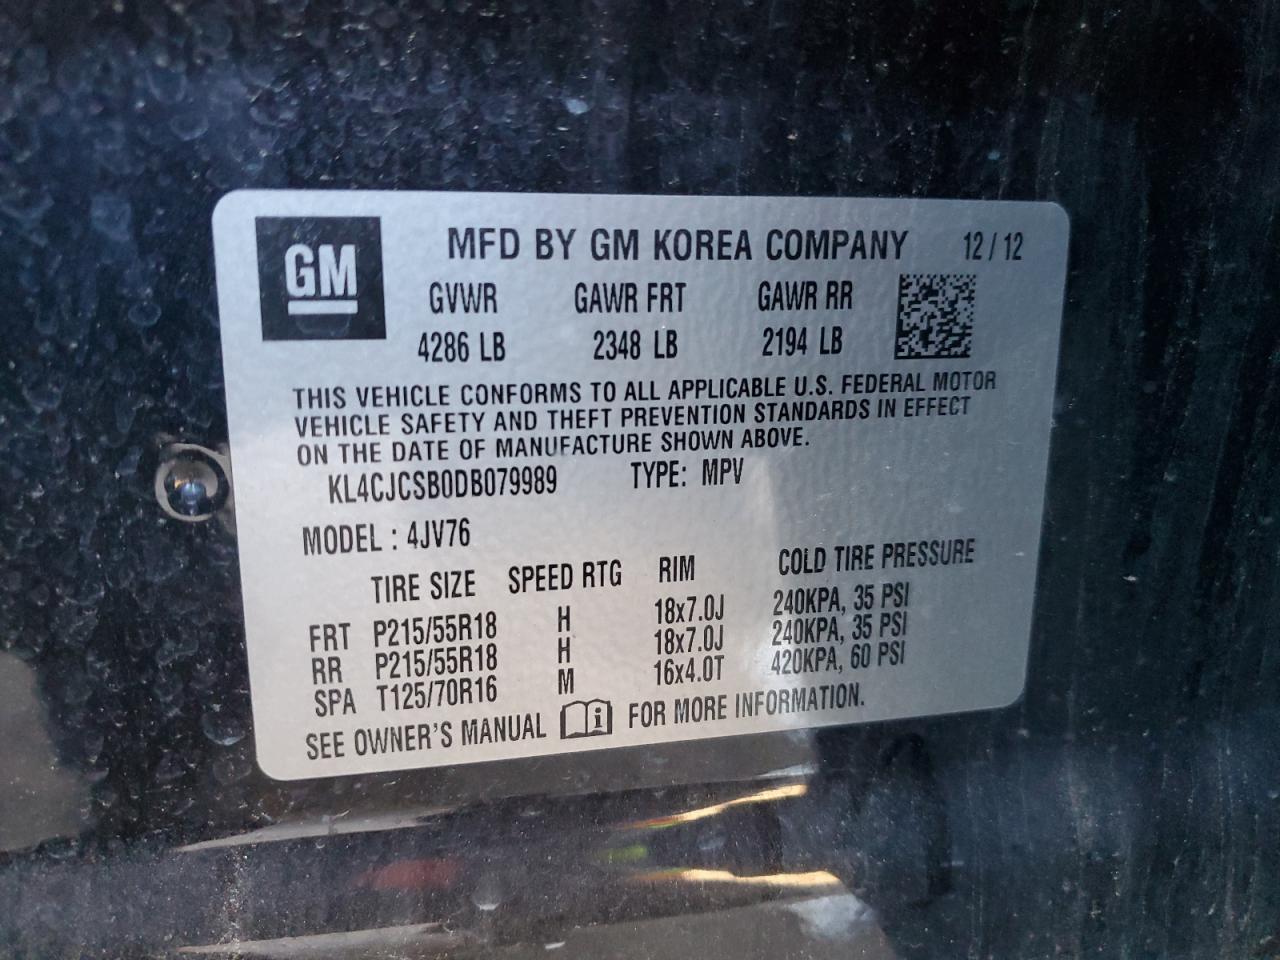 GM
MFD BY GM KOREA COMPANY 12/12
GVWR GAWR FRT GAWR RR
4286 LB 2348 LB 2194 LB
THIS VEHICLE CONFORMS TO ALL APPLICABLE U.S. FEDERAL MOTOR
VEHICLE SAFETY AND THEFT PREVENTION STANDARDS IN EFFECT
ON THE DATE OF MANUFACTURE SHOWN ABOVE.
KL4CJCSB0DB079989 TYPE: MPV
MODEL : 4JV76
TIRE SIZE SPEED RTG RIM COLD TIRE PRESSURE
FRT P215/55R18 H 18x7.0J 240KPA, 35 PSI
RR P215/55R18 H 18x7.0J 240KPA, 35 PSI
SPA T125/70R16 M 16x4.0T 420KPA, 60 PSI
SEE OWNER'S MANUAL i FOR MORE INFORMATION.